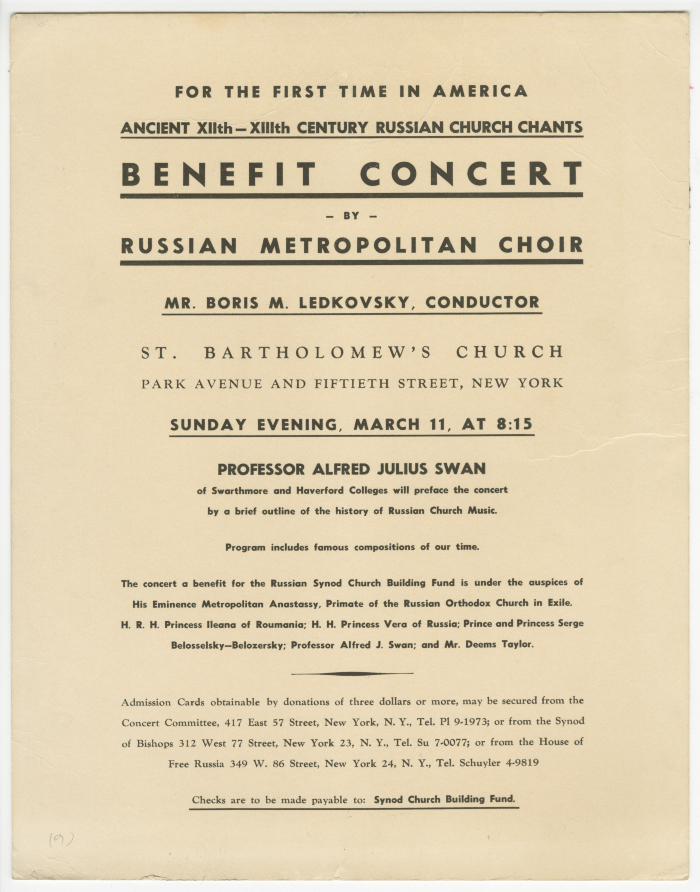 FOR THE FIRST TIME IN AMERICA
ANCIENT XIIth—XIIIth CENTURY RUSSIAN CHURCH CHANTS
BENEFIT CONCERT
– BY –
RUSSIAN METROPOLITAN CHOIR
MR. BORIS M. LEDKOVSKY, CONDUCTOR
ST. BARTHOLOMEW'S CHURCH
PARK AVENUE AND FIFTIETH STREET, NEW YORK
SUNDAY EVENING, MARCH 11, AT 8:15
PROFESSOR ALFRED JULIUS SWAN
of Swarthmore and Haverford Colleges will preface the concert
by a brief outline of the history of Russian Church Music.
Program includes famous compositions of our time.
The concert a benefit for the Russian Synod Church Building Fund is under the auspices of
His Eminence Metropolitan Anastassy, Primate of the Russian Orthodox Church in Exile.
H. R. H. Princess Ileana of Roumania; H. H. Princess Vera of Russia; Prince and Princess Serge
Belosselsky—Belozersky; Professor Alfred J. Swan; and Mr. Deems Taylor.
Admission Cards obtainable by donations of three dollars or more, may be secured from the
Concert Committee, 417 East 57 Street, New York, N. Y., Tel. Pl 9-1973; or from the Synod
of Bishops 312 West 77 Street, New York 23, N. Y., Tel. Su 7-0077; or from the House of
Free Russia 349 W. 86 Street, New York 24, N. Y., Tel. Schuyler 4-9819
Checks are to be made payable to: Synod Church Building Fund.
(9)